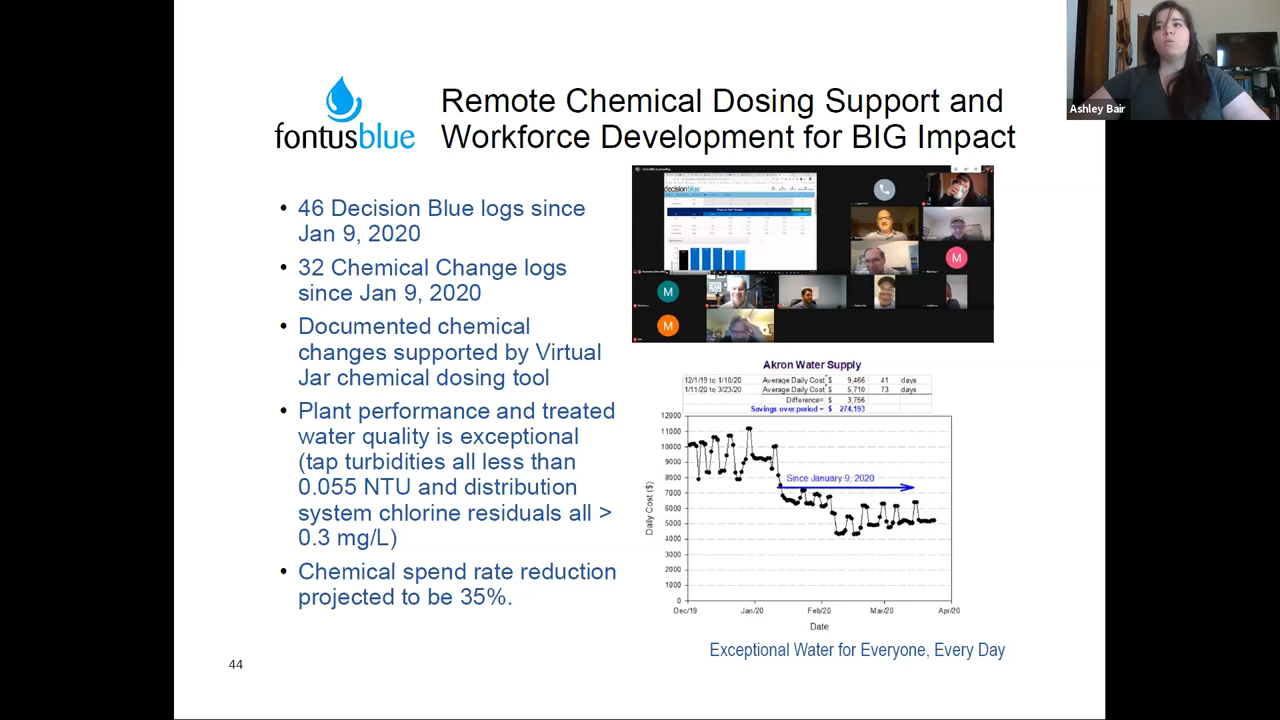 Ashley Bair
fontusblue
Remote Chemical Dosing Support and
Workforce Development for BIG Impact
• 46 Decision Blue logs since
Jan 9, 2020
• 32 Chemical Change logs
since Jan 9, 2020
• Documented chemical
changes supported by Virtual
Jar chemical dosing tool
• Plant performance and treated
water quality is exceptional
(tap turbidities all less than
0.055 NTU and distribution
system chlorine residuals all >
0.3 mg/L)
• Chemical spend rate reduction
projected to be 35%.
decisionblue
M
M
M
Akron Water Supply
12/1/19 to 1/10/20 Average Daily Cost $ 9,466 41 days
1/11/20 to 3/23/20 Average Daily Cost $ 5,710 73 days
Difference= $ 3,756
Savings over period = $ 274,193
12000
11000
10000
9000
8000
7000
6000
5000
4000
3000
2000
1000
0
Daily Cost ($)
Since January 9, 2020
Dec/19 Jan/20 Feb/20 Mar/20 Apr/20
Date
Exceptional Water for Everyone, Every Day
44